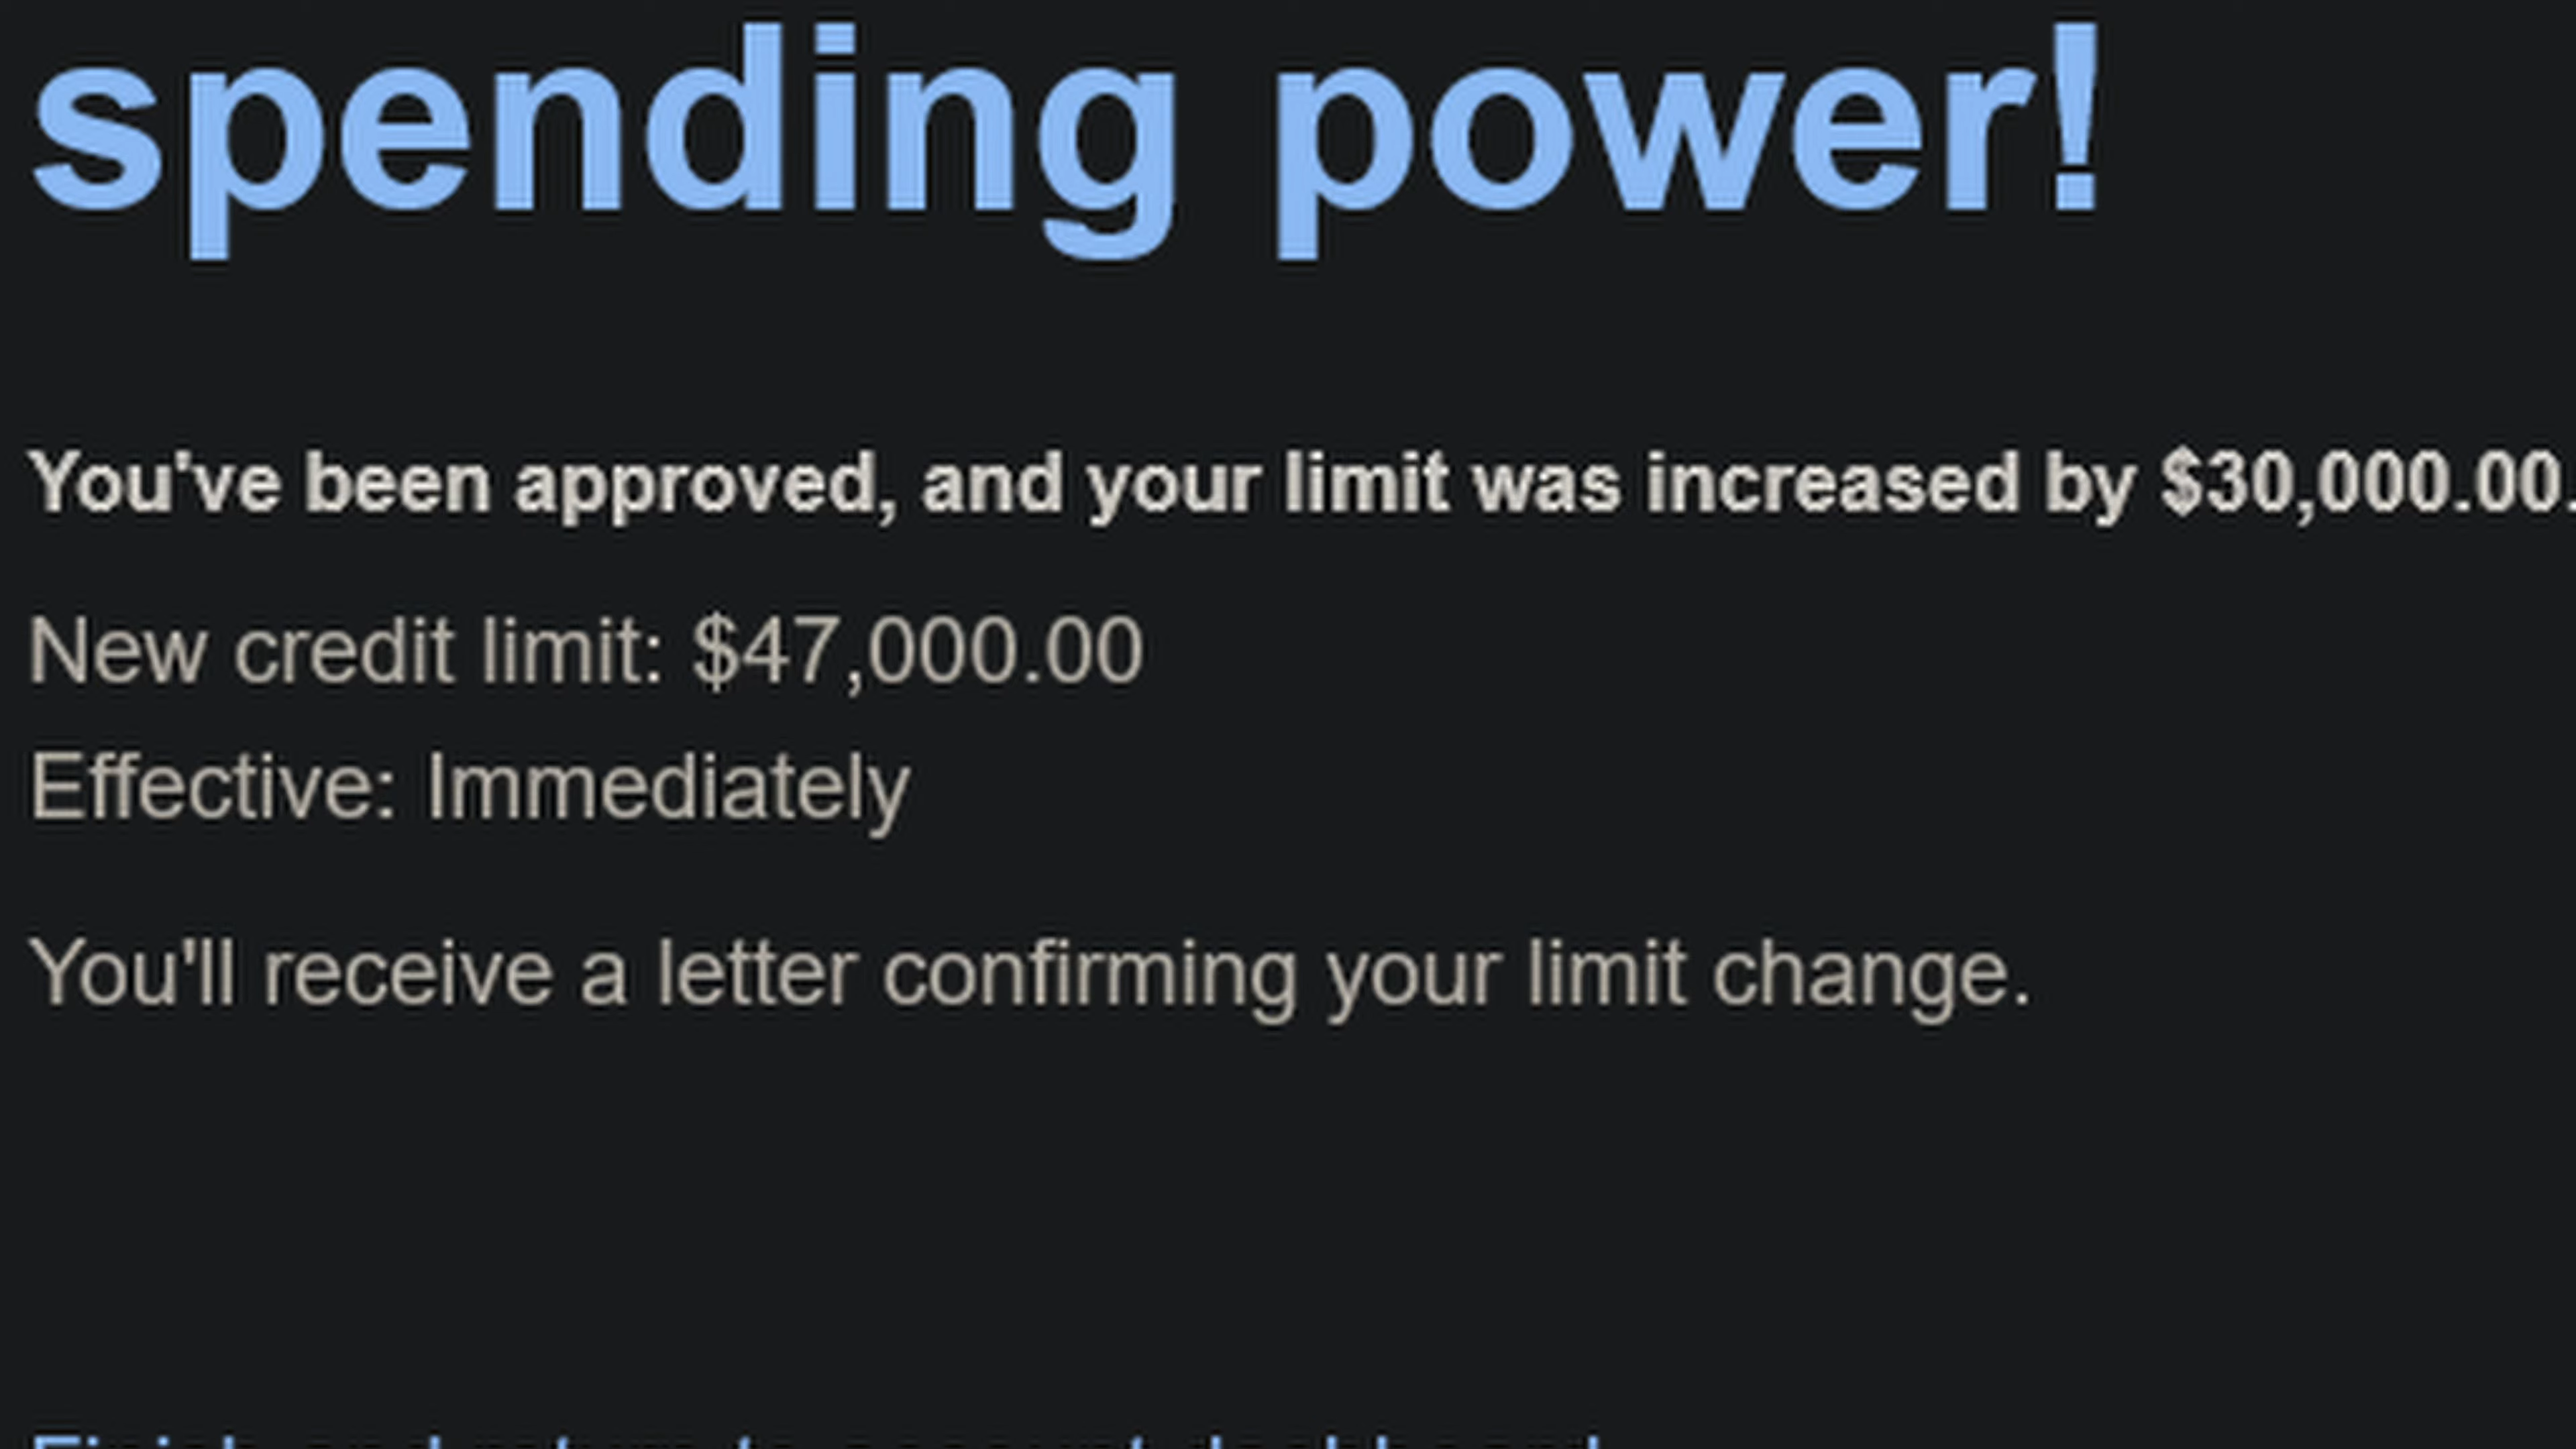 spending power!
You've been approved, and your limit was increased by $30,000.00.
New credit limit: $47,000.00
Effective: Immediately
You'll receive a letter confirming your limit change.